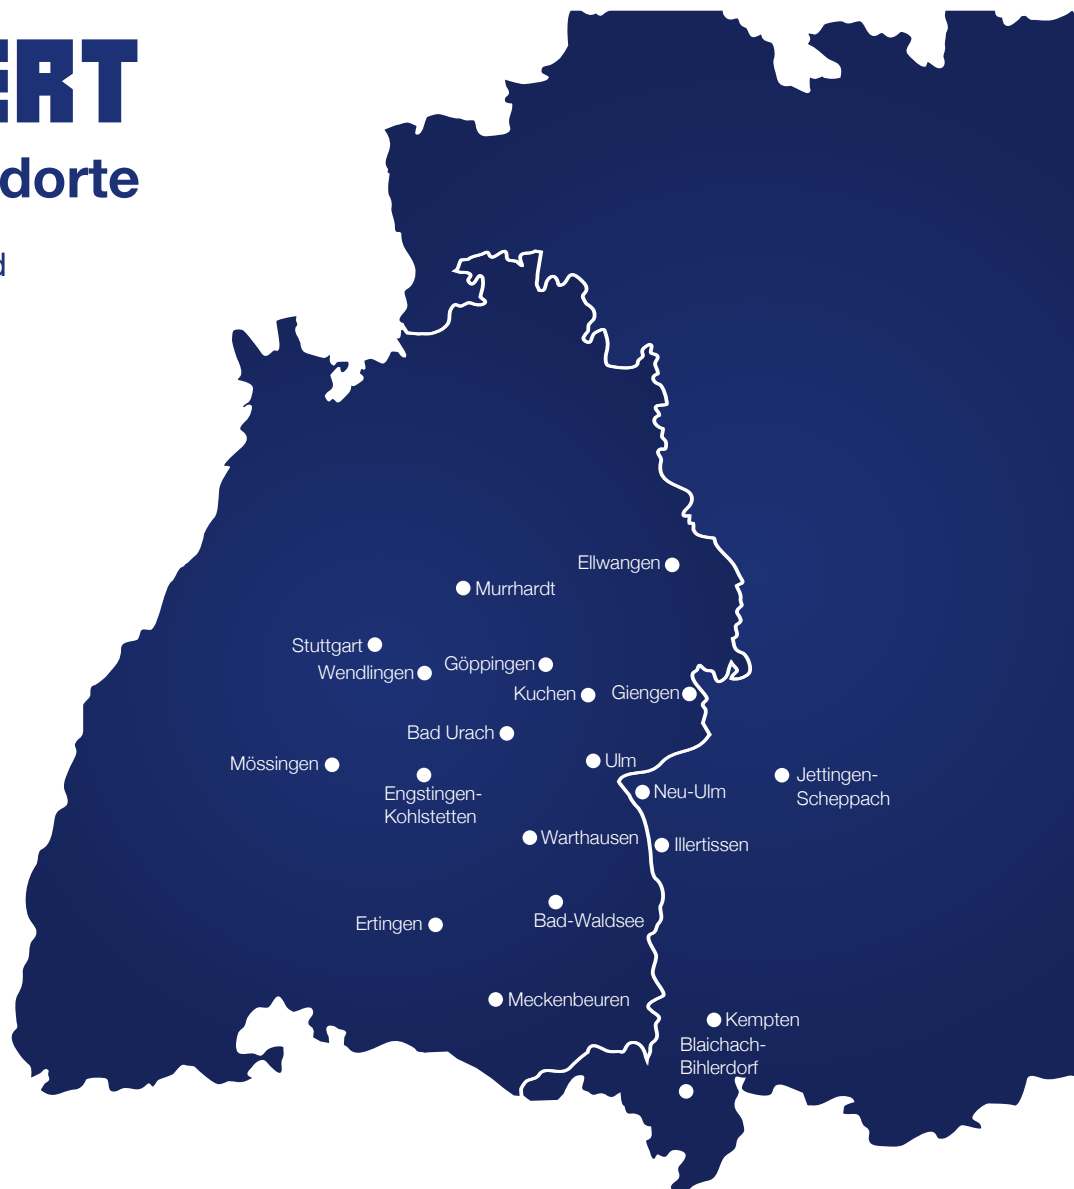 ERT
dorte
d
Ellwangen
Murrhardt
Stuttgart
Göppingen
Wendlingen
Kuchen
Giengen
Bad Urach
Ulm
Mössingen
Jettingen-
Scheppach
Engstingen-
Kohlstetten
Neu-Ulm
Warthausen
Illertissen
Bad-Waldsee
Ertingen
Meckenbeuren
Kempten
Blaichach-
Bihlerdorf